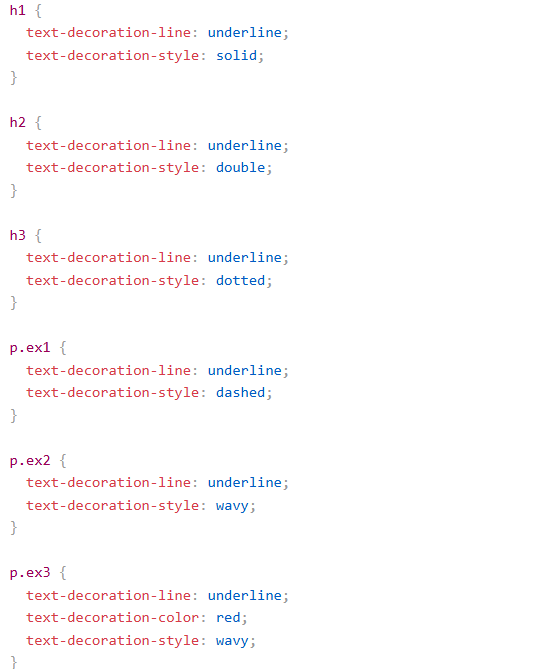 h1 {
  text-decoration-line: underline;
  text-decoration-style: solid;
}

h2 {
  text-decoration-line: underline;
  text-decoration-style: double;
}

h3 {
  text-decoration-line: underline;
  text-decoration-style: dotted;
}

p.ex1 {
  text-decoration-line: underline;
  text-decoration-style: dashed;
}

p.ex2 {
  text-decoration-line: underline;
  text-decoration-style: wavy;
}

p.ex3 {
  text-decoration-line: underline;
  text-decoration-color: red;
  text-decoration-style: wavy;
}